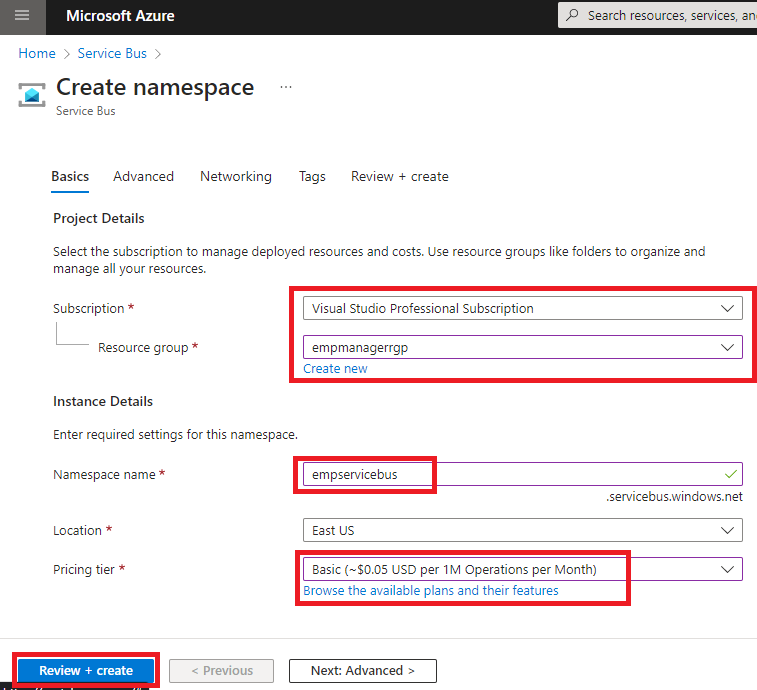 Microsoft Azure
Search resources, services, an
Home > Service Bus >
Create namespace ...
Service Bus
Basics Advanced Networking Tags Review + create
Project Details
Select the subscription to manage deployed resources and costs. Use resource groups like folders to organize and
manage all your resources.
Subscription * Visual Studio Professional Subscription
Resource group * empmanagerrgp
Create new
Instance Details
Enter required settings for this namespace.
Namespace name * empservicebus
.servicebus.windows.net
Location * East US
Pricing tier * Basic (~$0.05 USD per 1M Operations per Month)
Browse the available plans and their features
Review + create < Previous Next: Advanced >